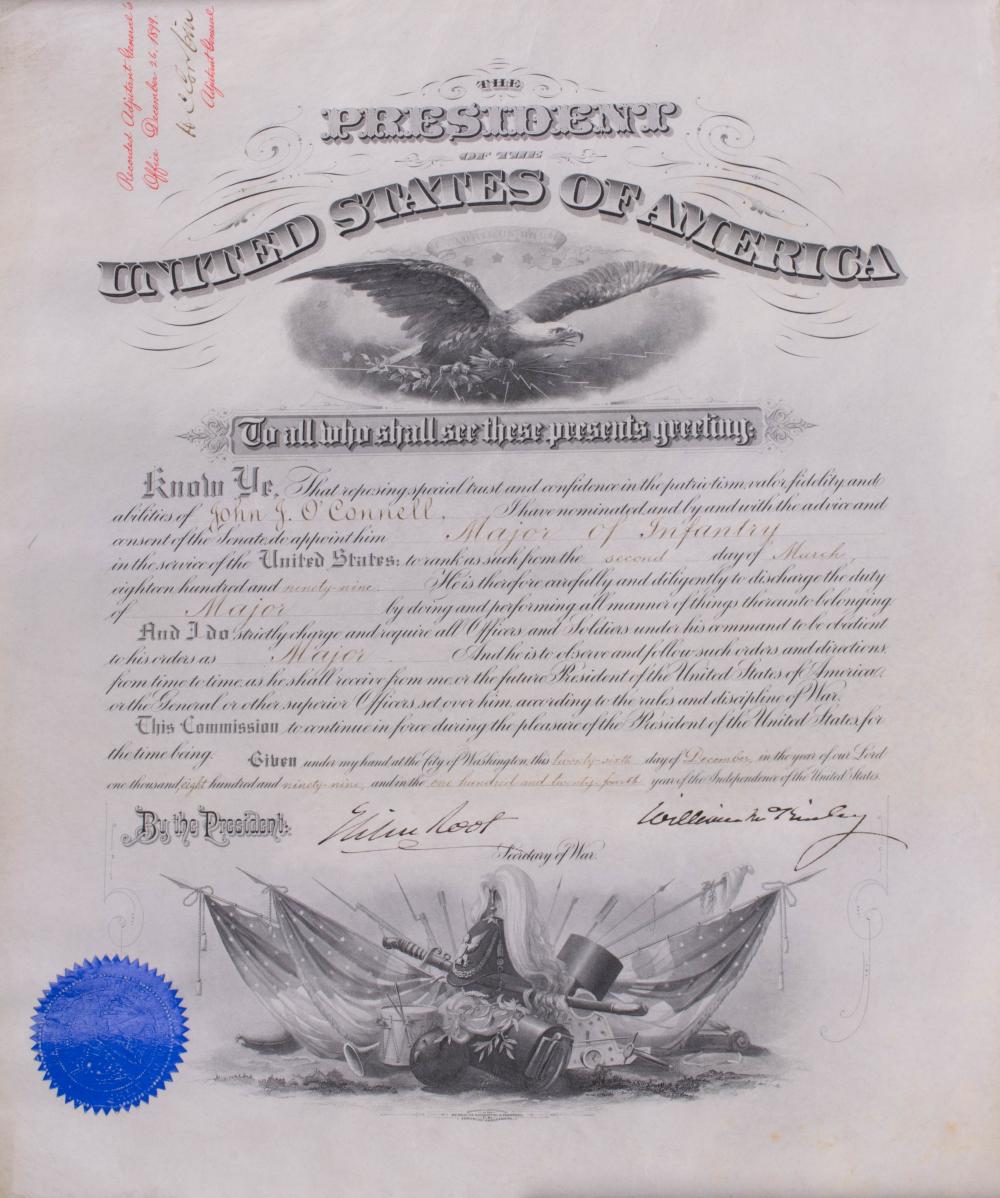 Recorded Adjutant General's
Office December 26, 1899.
Adjutant General
THE
PRESIDENT
OF THE
UNITED STATES OF AMERICA
To all who shall see these presents greeting:
Know Ye, That reposing special trust and confidence in the patriotism, valor, fidelity and
abilities of John J. O'Connell, I have nominated and by and with the advice and
consent of the Senate, do appoint him Major of Infantry
in the service of the United States: to rank as such from the second day of March,
eighteen hundred and ninety-nine. He is therefore carefully and diligently to discharge the duty
of Major by doing and performing all manner of things thereunto belonging
And I do strictly charge and require all Officers and Soldiers under his command to be obedient
to his orders as Major And he is to observe and follow such orders and directions,
from time to time, as he shall receive from me, or the future President of the United States of America,
or the General or other superior Officers set over him, according to the rules and discipline of War.
This Commission to continue in force during the pleasure of the President of the United States, for
the time being.
Given under my hand at the City of Washington, this twenty-sixth day of December, in the year of our Lord
one thousand eight hundred and ninety-nine, and in the one hundred and twenty-fourth year of the Independence of the United States.
By the President:
Elihu Root
William McKinley
Secretary of War.